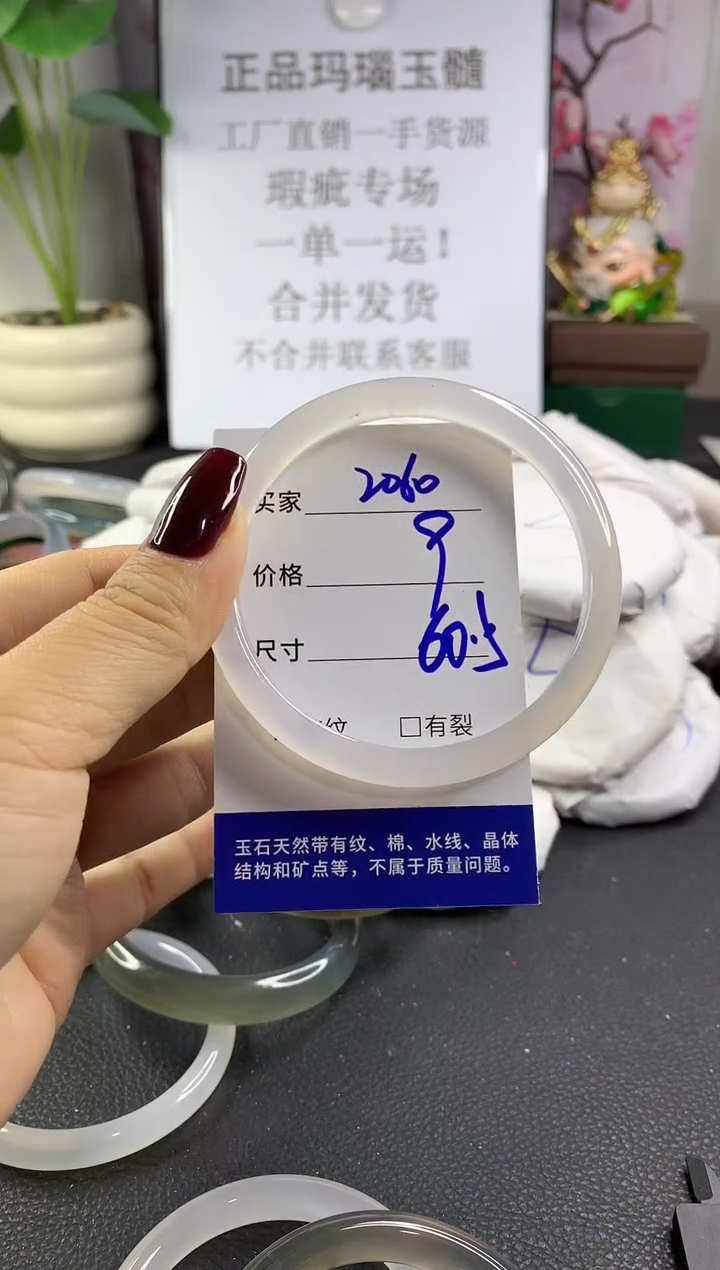 正品玛瑙玉髓
工厂直销一手货源
瑕疵专场
一单一运！
合并发货
不合并联系客服
买家 2060
价格 9
尺寸 60.5
纹 □有裂
玉石天然带有纹、棉、水线、晶体
结构和矿点等，不属于质量问题。